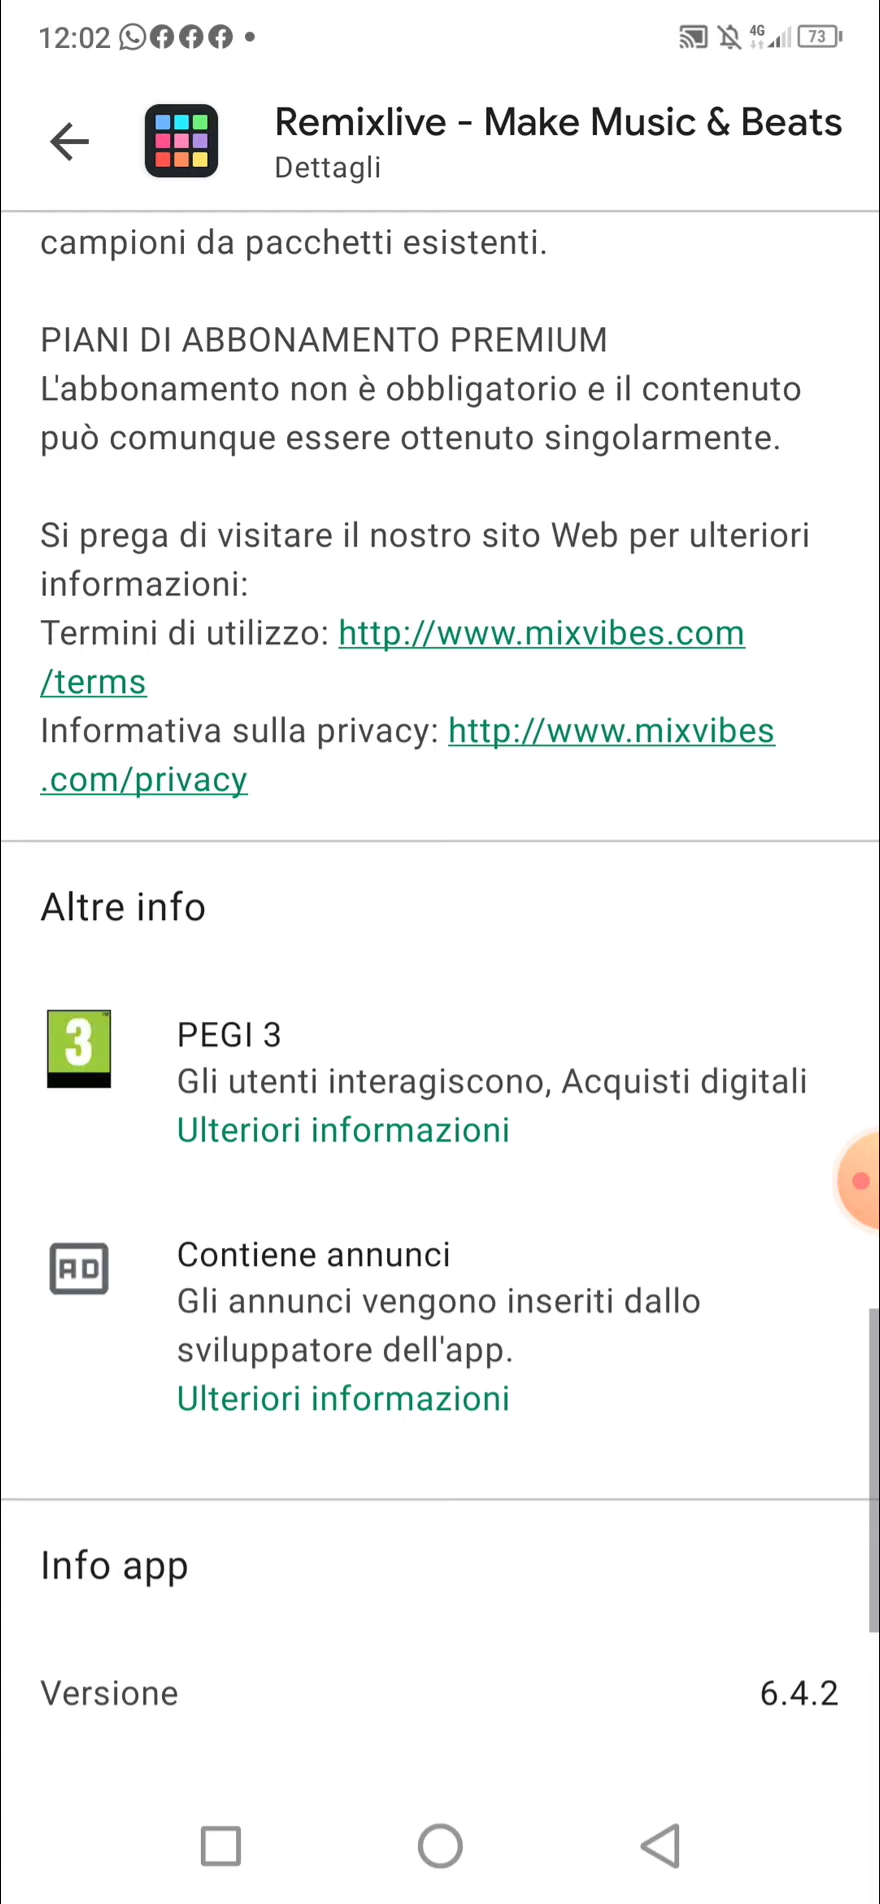 12:02
4G
73
Remixlive - Make Music & Beats
Dettagli
campioni da pacchetti esistenti.
PIANI DI ABBONAMENTO PREMIUM
L'abbonamento non è obbligatorio e il contenuto
può comunque essere ottenuto singolarmente.
Si prega di visitare il nostro sito Web per ulteriori
informazioni:
Termini di utilizzo: http://www.mixvibes.com
/terms
Informativa sulla privacy: http://www.mixvibes
.com/privacy
Altre info
3
PEGI 3
Gli utenti interagiscono, Acquisti digitali
Ulteriori informazioni
AD
Contiene annunci
Gli annunci vengono inseriti dallo
sviluppatore dell'app.
Ulteriori informazioni
Info app
Versione 6.4.2